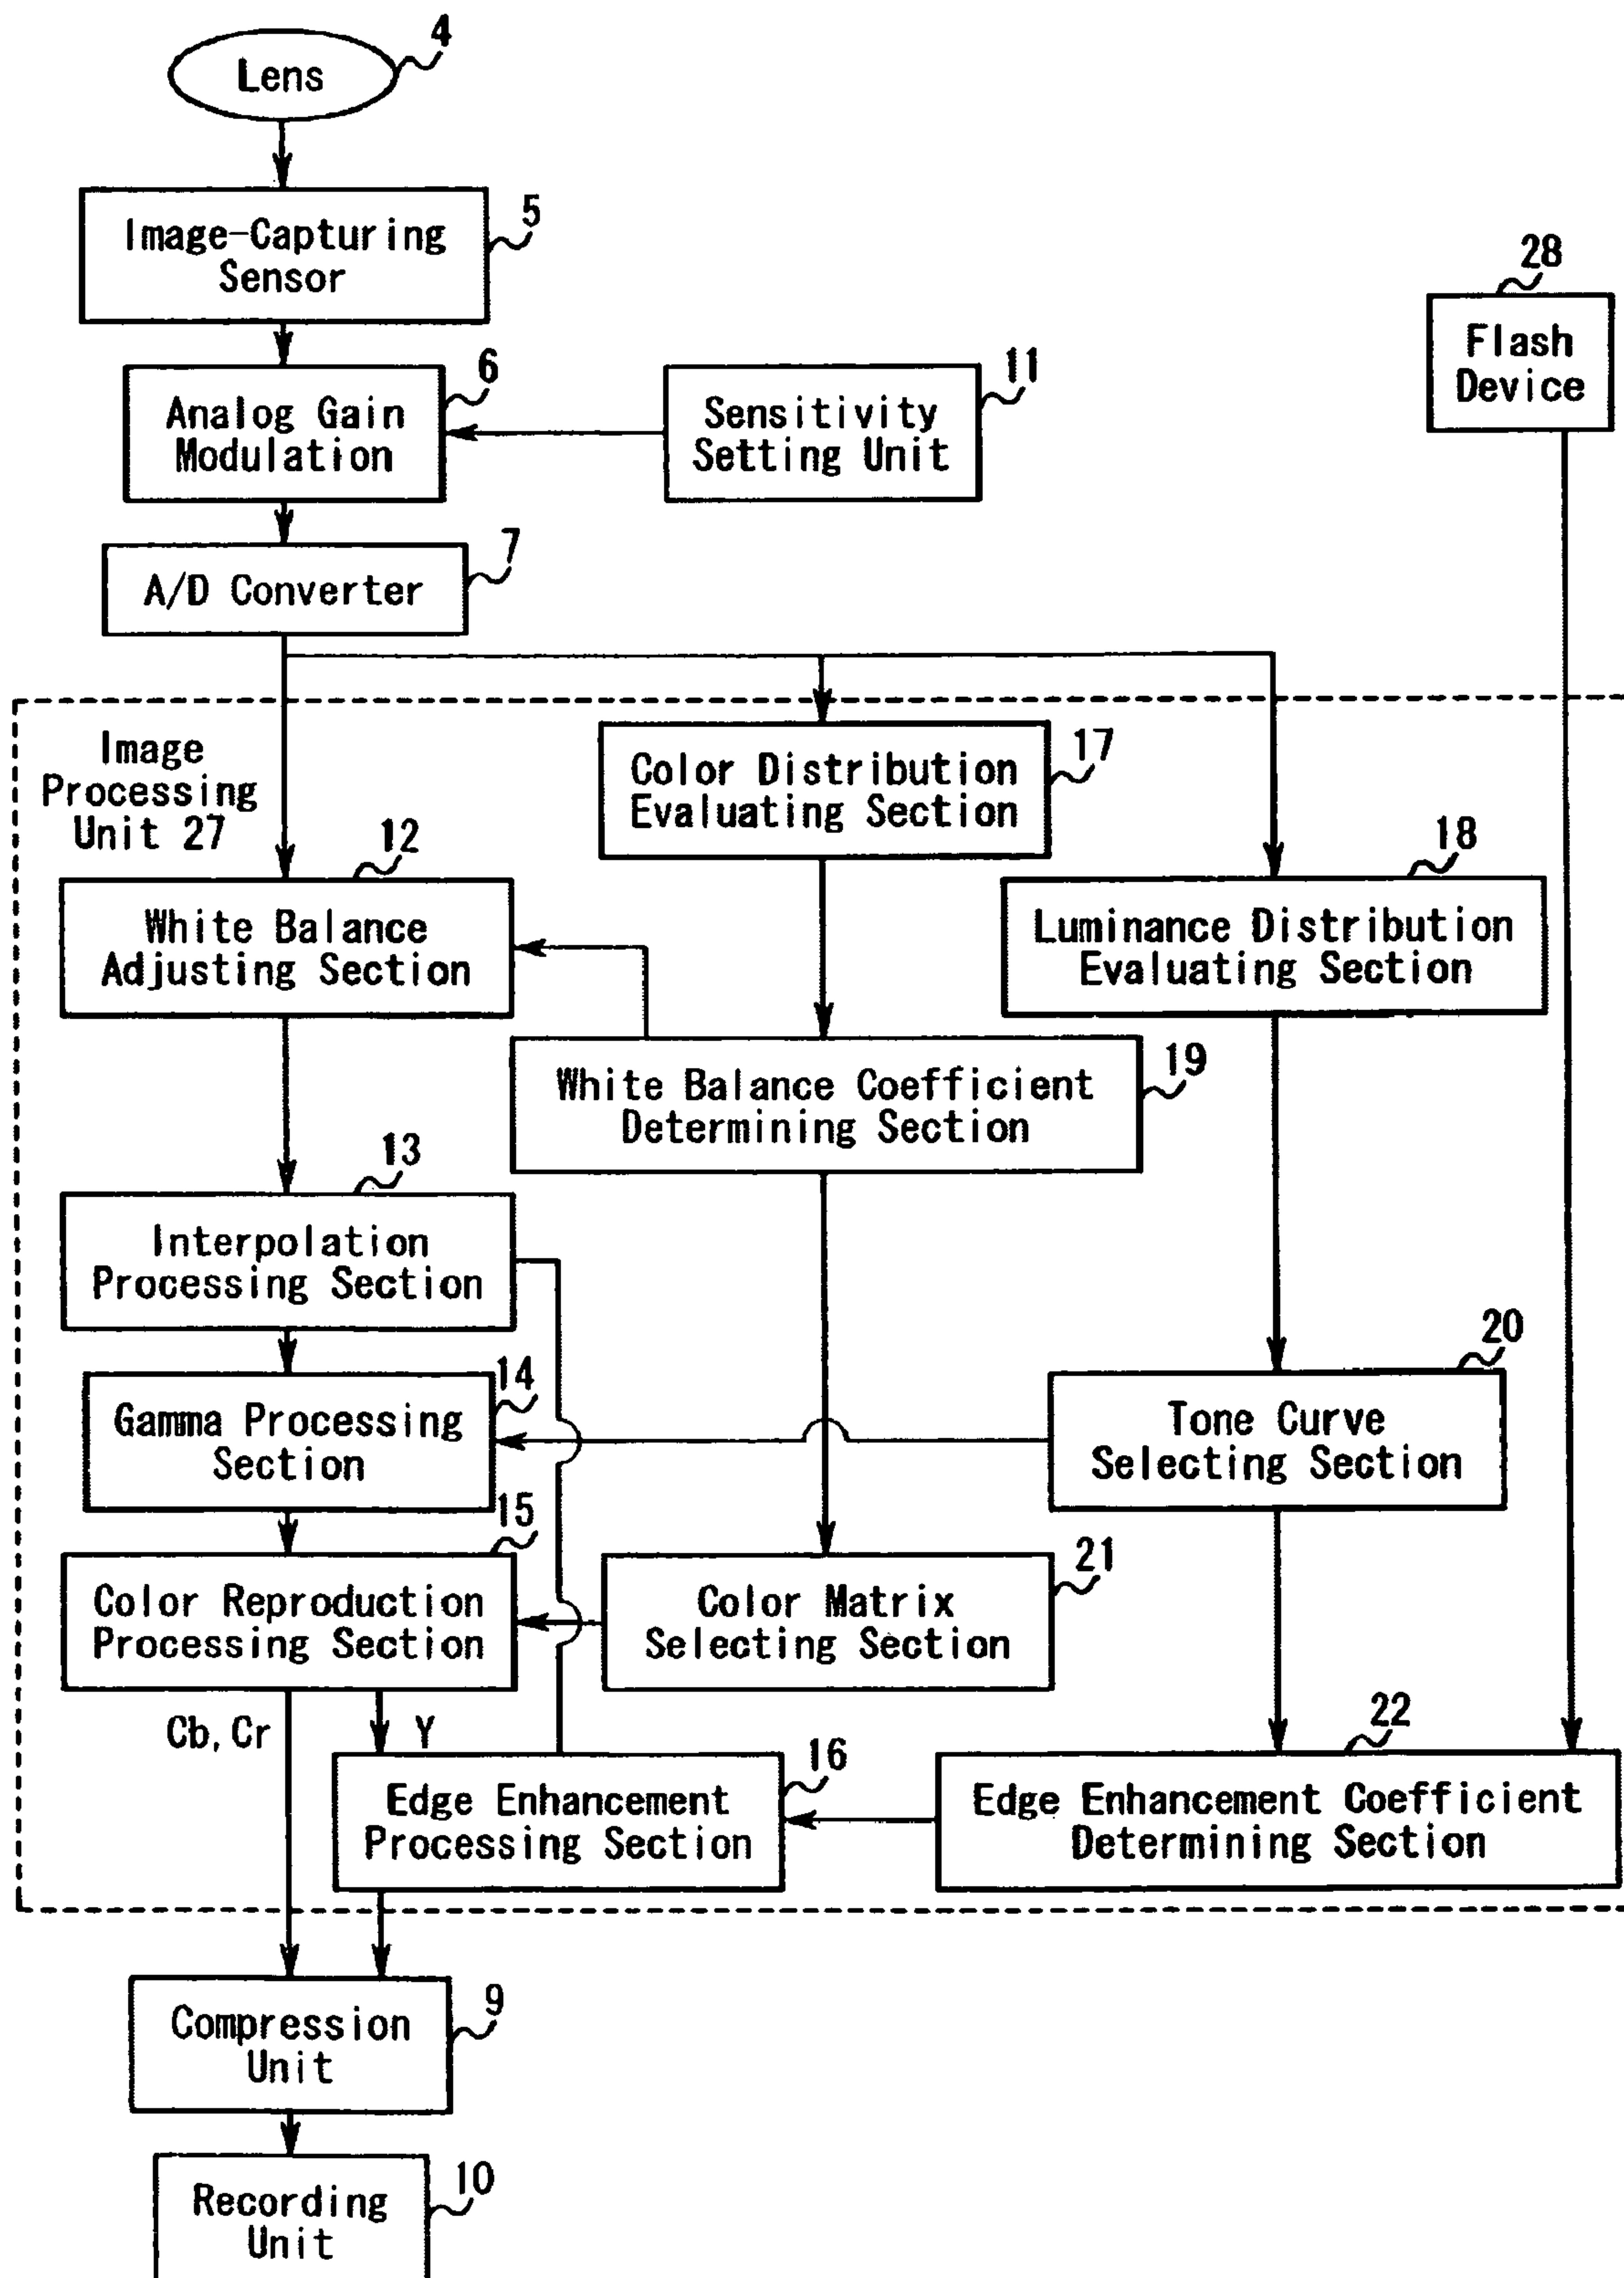 Lens
4
Image-Capturing
Sensor
5
28
Flash
Device
Analog Gain
Modulation
6
Sensitivity
Setting Unit
11
A/D Converter
7
Image
Processing
Unit 27
Color Distribution
Evaluating Section
17
12
White Balance
Adjusting Section
18
Luminance Distribution
Evaluating Section
White Balance Coefficient
Determining Section
19
13
Interpolation
Processing Section
20
Tone Curve
Selecting Section
14
Gamma Processing
Section
15
Color Reproduction
Processing Section
21
Color Matrix
Selecting Section
Cb, Cr
Y
16
Edge Enhancement
Processing Section
22
Edge Enhancement Coefficient
Determining Section
Compression
Unit
9
Recording
Unit
10